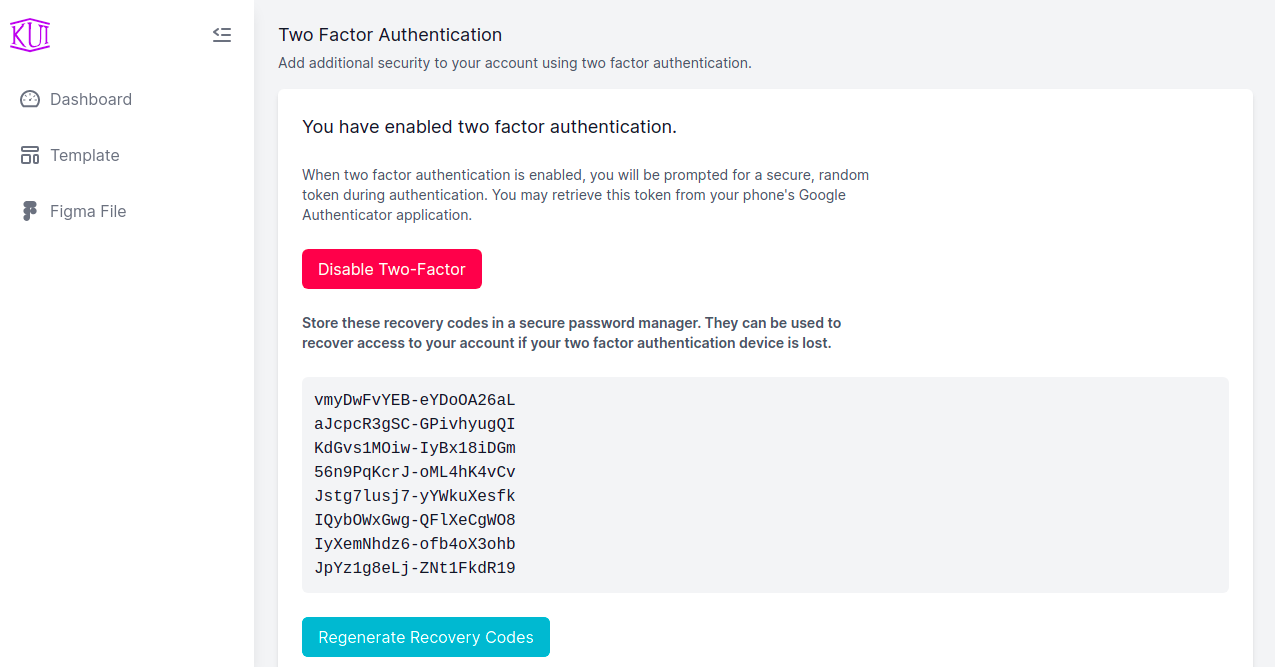 KUI
Dashboard
Template
Figma File
Two Factor Authentication
Add additional security to your account using two factor authentication.
You have enabled two factor authentication.
When two factor authentication is enabled, you will be prompted for a secure, random
token during authentication. You may retrieve this token from your phone's Google
Authenticator application.
Disable Two-Factor
Store these recovery codes in a secure password manager. They can be used to
recover access to your account if your two factor authentication device is lost.
vmyDwFvYEB-eYDoOA26aL
aJcpcR3gSC-GPivhyugQI
KdGvs1MOiw-IyBx18iDGm
56n9PqKcrJ-oML4hK4vCv
Jstg7lusj7-yYWkuXesfk
IQybOWxGwg-QFlXeCgWO8
IyXemNhdz6-ofb4oX3ohb
JpYz1g8eLj-ZNt1FkdR19
Regenerate Recovery Codes